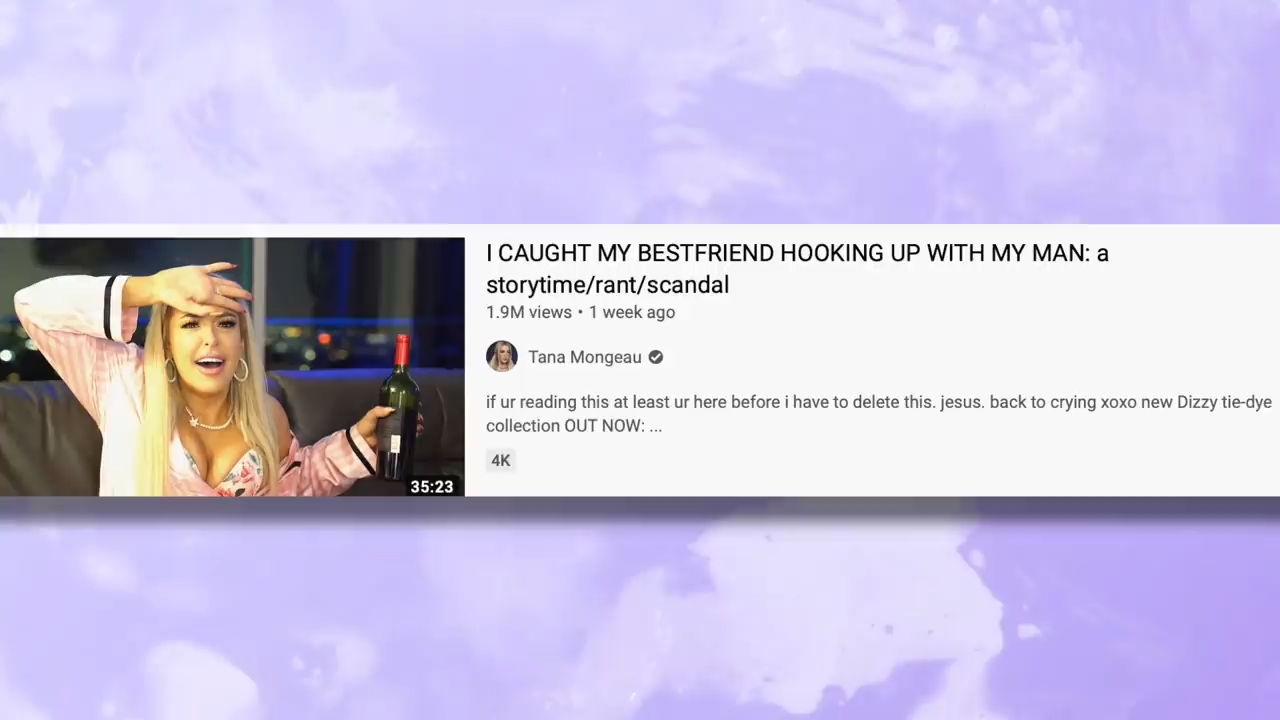 I CAUGHT MY BESTFRIEND HOOKING UP WITH MY MAN: a
storytime/rant/scandal
1.9M views • 1 week ago
Tana Mongeau
if ur reading this at least ur here before i have to delete this. jesus. back to crying xoxo new Dizzy tie-dye
collection OUT NOW: ...
4K
35:23